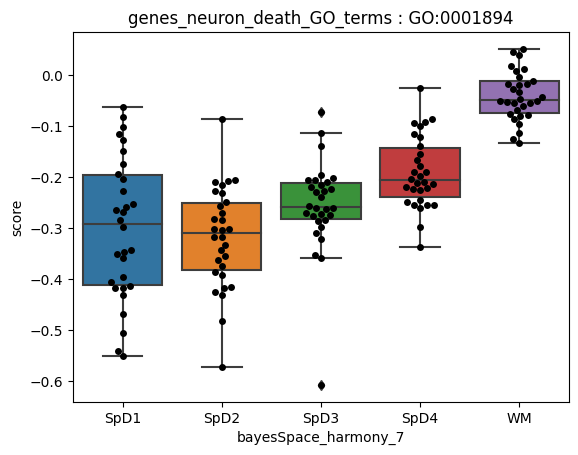 genes_neuron_death_GO_terms : GO:0001894
score
0.0
−0.1
−0.2
−0.3
−0.4
−0.5
−0.6
SpD1 SpD2 SpD3 SpD4 WM
bayesSpace_harmony_7